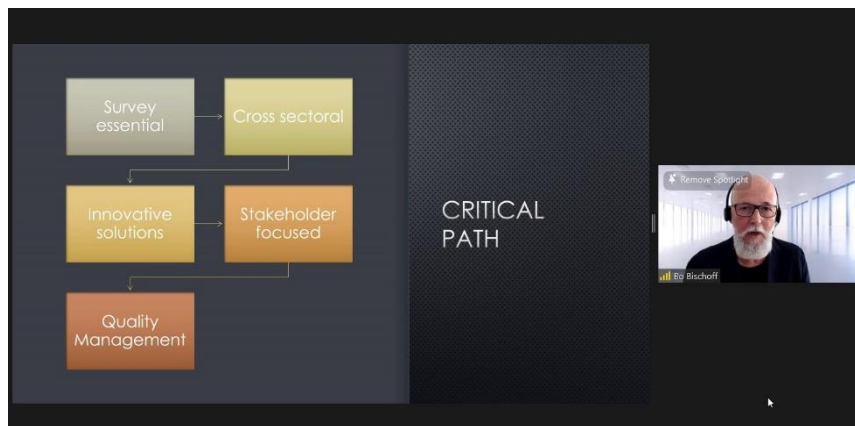 Survey
essential
Cross sectoral
Innovative
solutions
Stakeholder
focused
Quality
Management
CRITICAL
PATH
Remove Spotlight
Bischoff